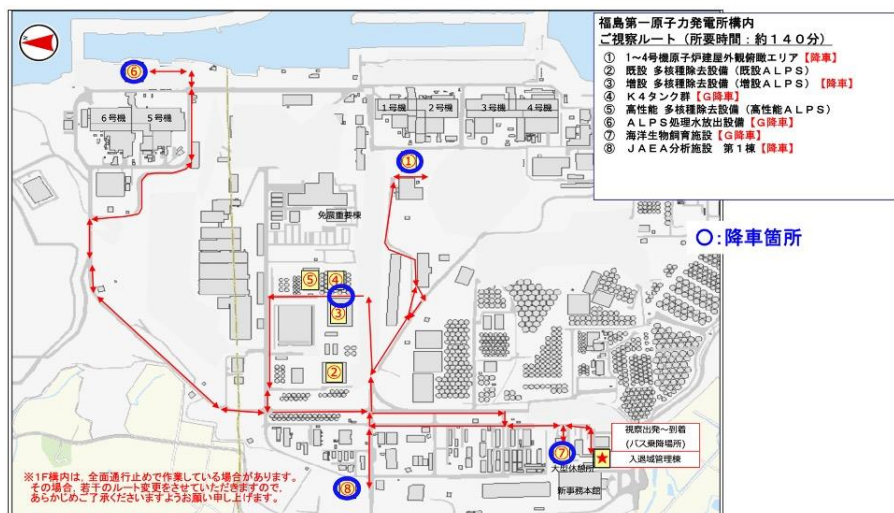 福島第一原子力発電所構内
ご視察ルート（所要時間：約１４０分）
① １～４号機原子炉建屋外観俯瞰エリア【降車】
② 既設 多核種除去設備（既設ＡＬＰＳ）
③ 増設 多核種除去設備（増設ＡＬＰＳ）【降車】
④ Ｋ４タンク群【Ｇ降車】
⑤ 高性能 多核種除去設備（高性能ＡＬＰＳ）
⑥ ＡＬＰＳ処理水放出設備【Ｇ降車】
⑦ 海洋生物飼育施設【Ｇ降車】
⑧ ＪＡＥＡ分析施設 第１棟【降車】
○:降車箇所
⑥
６号機 ５号機
１号機 ２号機 ３号機 ４号機
①
免震重要棟
⑤ ④
③
②
視察出発～到着
(バス乗降場所)
入退域管理棟
⑦
大型休憩所
新事務本館
⑧
※１Ｆ構内は、全面通行止めで作業している場合があります。
その場合、若干のルート変更をさせていただきますので、
あらかじめご了承くださいますようお願い申し上げます。